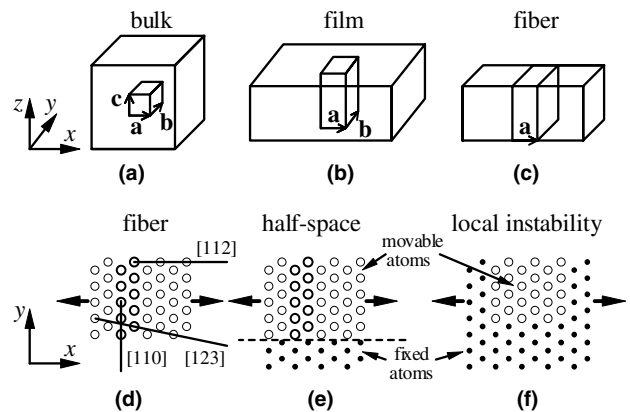 bulk
film
fiber
z
y
x
c
a
b
a
b
a
(a)
(b)
(c)
fiber
half-space
local instability
[112]
movable
atoms
y
x
[110]
[123]
fixed
atoms
(d)
(e)
(f)